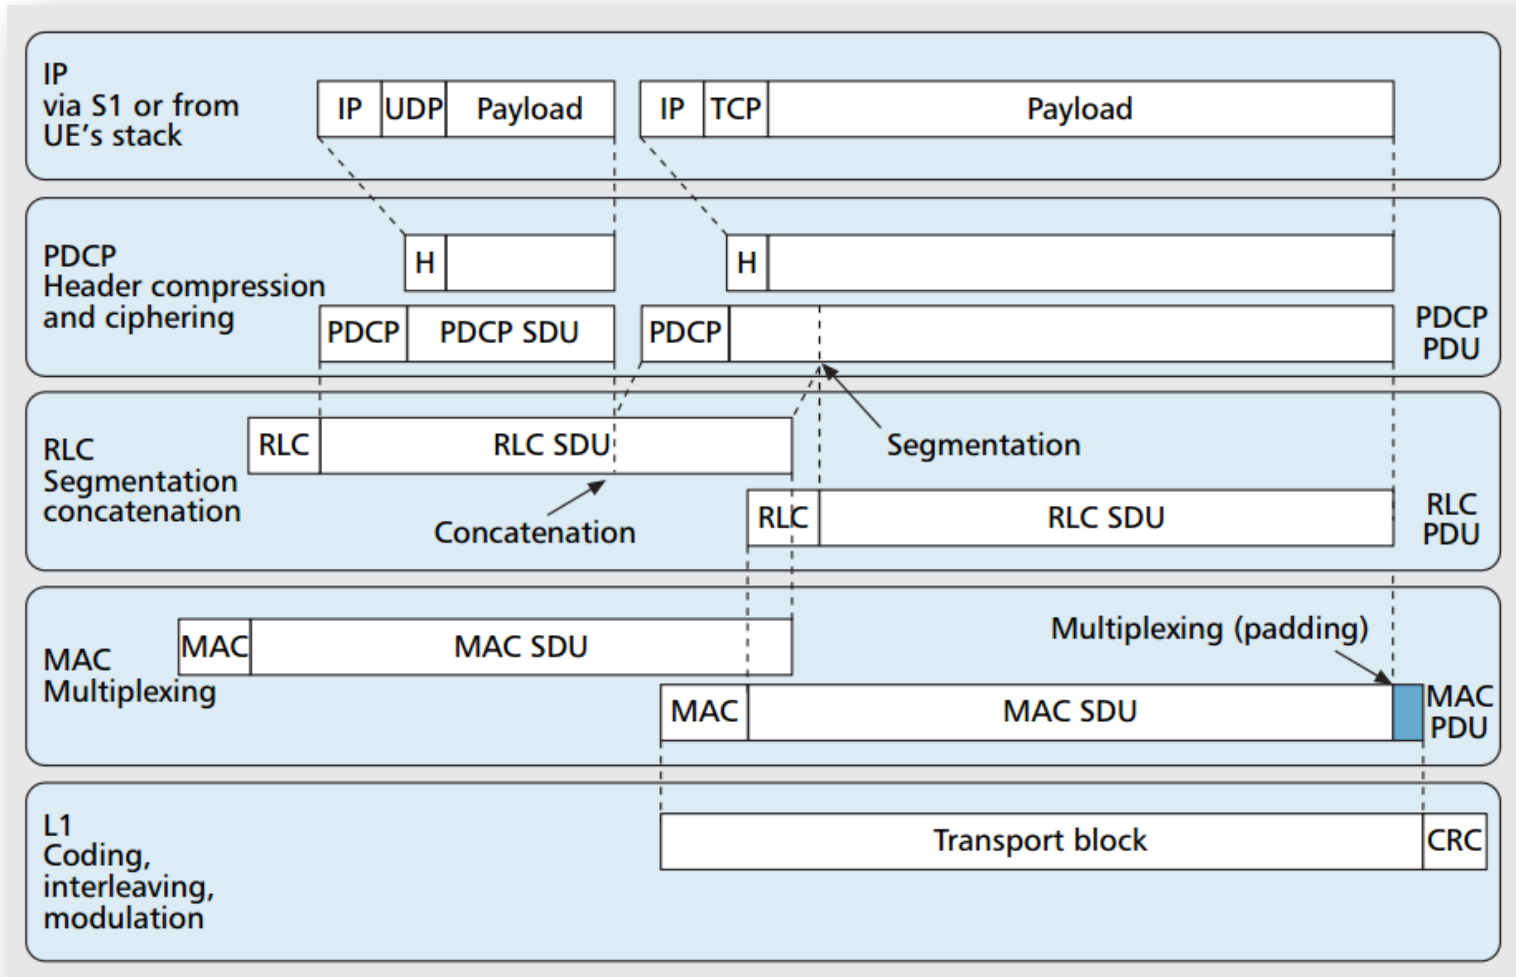 IP
via S1 or from
UE's stack
IP UDP Payload
IP TCP Payload
PDCP
Header compression
and ciphering
H
H
PDCP PDCP SDU
PDCP
PDCP
PDU
RLC
Segmentation
concatenation
RLC RLC SDU
Segmentation
Concatenation
RLC RLC SDU
RLC
PDU
MAC
Multiplexing
MAC MAC SDU
Multiplexing (padding)
MAC MAC SDU
MAC
PDU
L1
Coding,
interleaving,
modulation
Transport block CRC